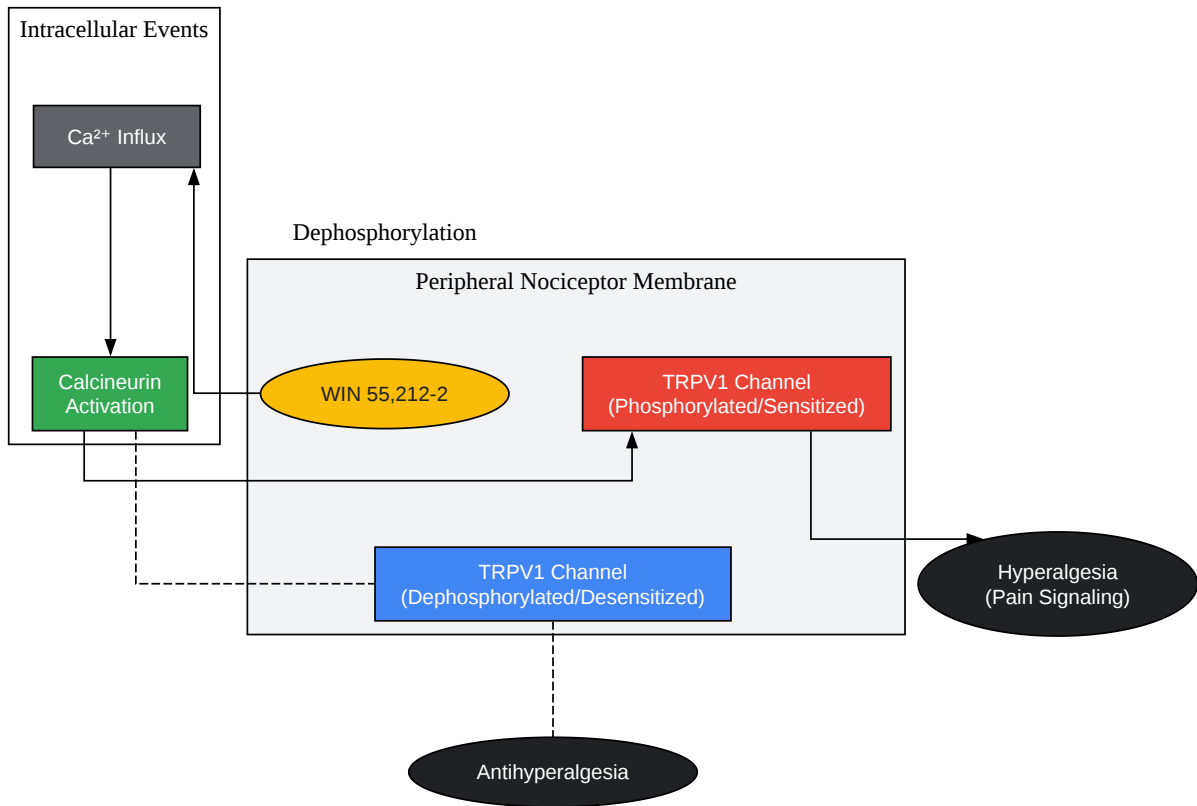 Intracellular Events
Ca²⁺ Influx
Dephosphorylation
Peripheral Nociceptor Membrane
Calcineurin
Activation
WIN 55,212-2
TRPV1 Channel
(Phosphorylated/Sensitized)
TRPV1 Channel
(Dephosphorylated/Desensitized)
Hyperalgesia
(Pain Signaling)
Antihyperalgesia